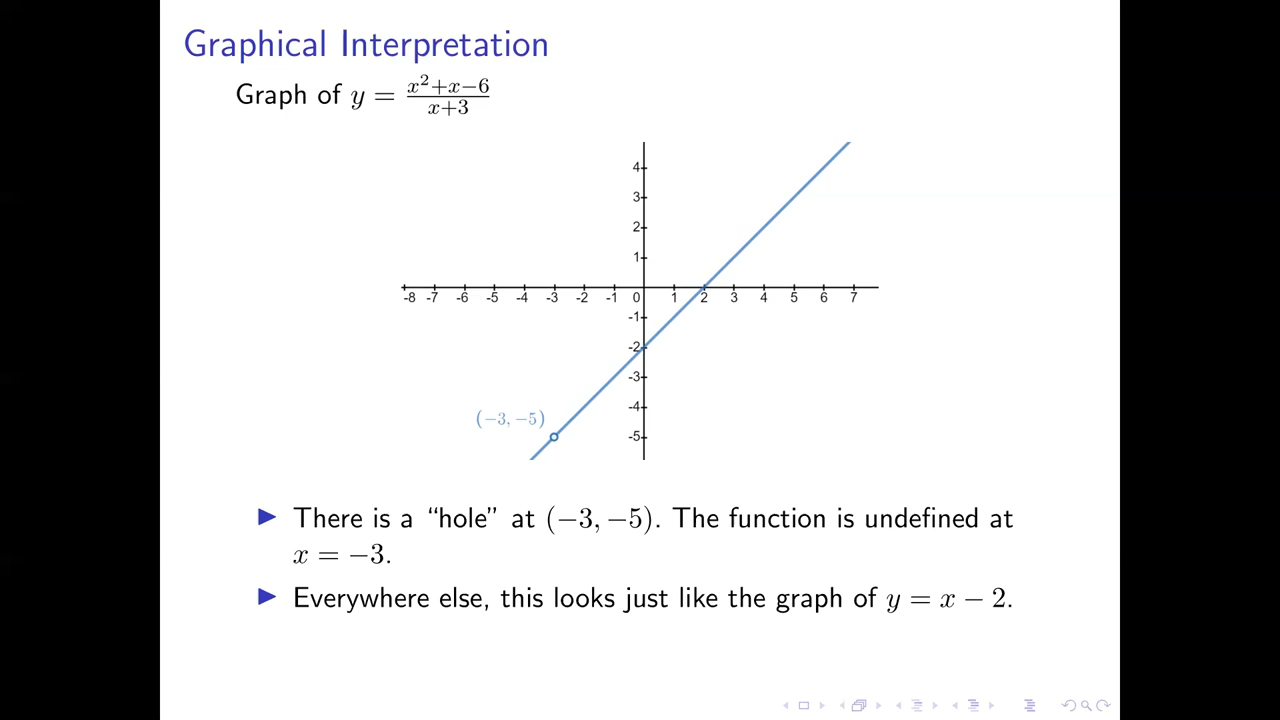 Graphical Interpretation
Graph of y = \frac{x^2+x-6}{x+3}
4
3
2
1
-8 -7 -6 -5 -4 -3 -2 -1 0 1 2 3 4 5 6 7
-1
-2
-3
-4
(−3, −5)
-5
▶ There is a “hole” at (−3, −5). The function is undefined at
x = −3.
▶ Everywhere else, this looks just like the graph of y = x − 2.